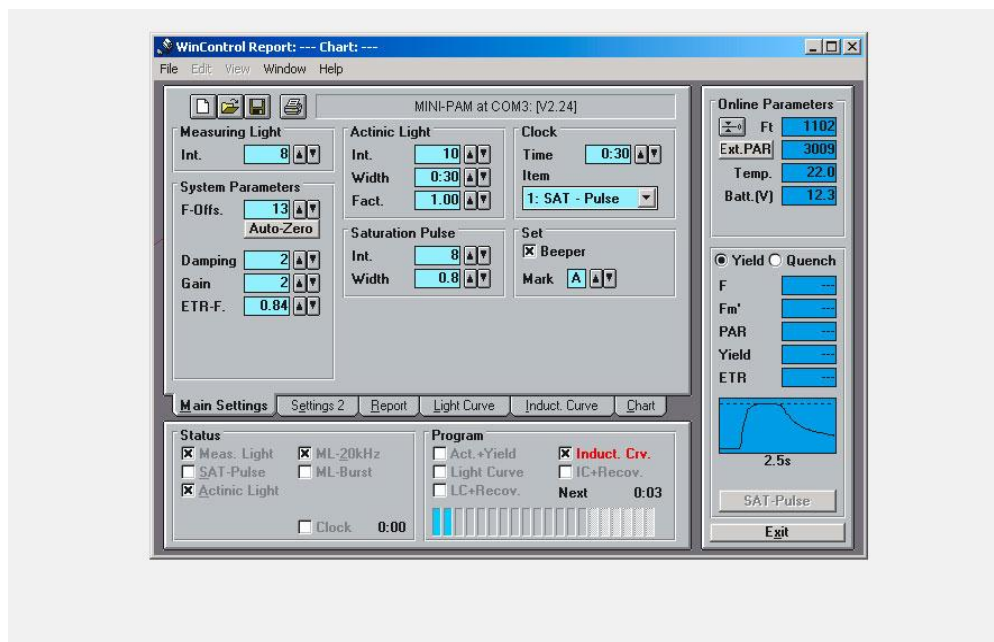 WinControl Report: --- Chart: ---
File Edit View Window Help
MINI-PAM at COM3: [V2.24]
Measuring Light
Int. 8
System Parameters
F-Offs. 13
Auto-Zero
Damping 2
Gain 2
ETR-F. 0.84
Actinic Light
Int. 10
Width 0:30
Fact. 1.00
Saturation Pulse
Int. 8
Width 0.8
Clock
Time 0:30
Item
1: SAT - Pulse
Set
Beeper
Mark A
Main Settings Settings 2 Report Light Curve Induct. Curve Chart
Status
Meas. Light ML-20kHz
SAT-Pulse ML-Burst
Actinic Light
Clock 0:00
Program
Act.+Yield Induct. Crv.
Light Curve IC+Recov.
LC+Recov. Next 0:03
Online Parameters
Ft 1102
Ext.PAR 3009
Temp. 22.0
Batt.(V) 12.3
Yield Quench
F ---
Fm' ---
PAR ---
Yield ---
ETR ---
2.5s
SAT-Pulse
Exit